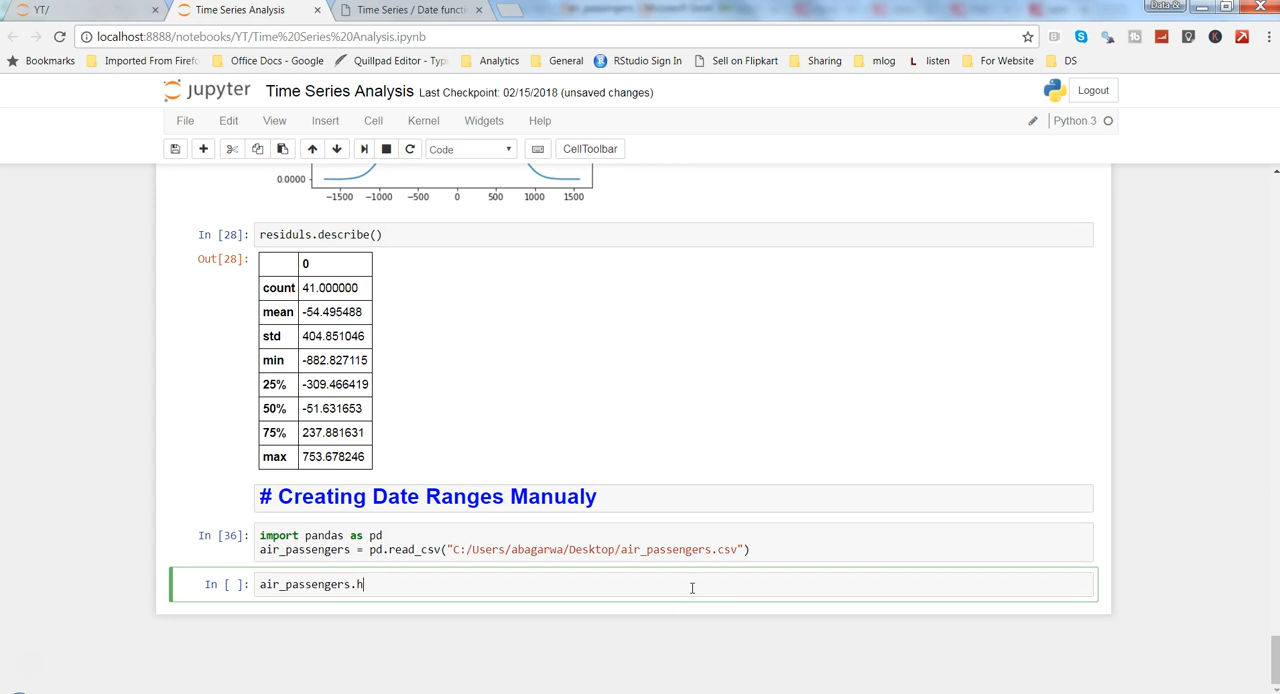 YT/ Time Series Analysis Time Series / Date funct Data &
localhost:8888/notebooks/YT/Time%20Series%20Analysis.ipynb
Bookmarks Imported From Firefo Office Docs - Google Quillpad Editor - Typ Analytics General RStudio Sign In Sell on Flipkart Sharing mlog L listen For Website DS
jupyter Time Series Analysis Last Checkpoint: 02/15/2018 (unsaved changes) Logout
File Edit View Insert Cell Kernel Widgets Help Python 3
Code CellToolbar
0.0000
−1500 −1000 −500 0 500 1000 1500
In [28]: residuls.describe()
Out[28]:
0
count 41.000000
mean -54.495488
std 404.851046
min -882.827115
25% -309.466419
50% -51.631653
75% 237.881631
max 753.678246
# Creating Date Ranges Manualy
In [36]: import pandas as pd
air_passengers = pd.read_csv("C:/Users/abagarwa/Desktop/air_passengers.csv")
In [ ]: air_passengers.h